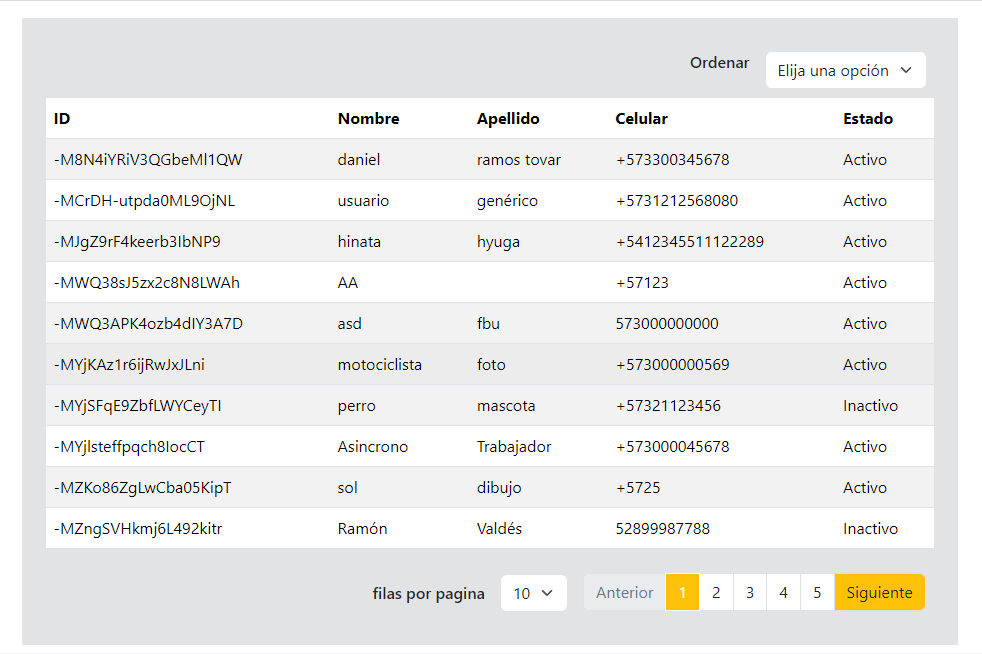 Ordenar Elija una opción
ID Nombre Apellido Celular Estado
-M8N4iYRiV3QGbeMl1QW daniel ramos tovar +573300345678 Activo
-MCrDH-utpda0ML9OjNL usuario genérico +5731212568080 Activo
-MJgZ9rF4keerb3IbNP9 hinata hyuga +5412345511122289 Activo
-MWQ38sJ5zx2c8N8LWAh AA +57123 Activo
-MWQ3APK4ozb4dIY3A7D asd fbu 573000000000 Activo
-MYjKAz1r6ijRwJxJLni motociclista foto +573000000569 Activo
-MYjSFqE9ZbfLWYCeyTI perro mascota +57321123456 Inactivo
-MYjlsteffpqch8IocCT Asincrono Trabajador +573000045678 Activo
-MZKo86ZgLwCba05KipT sol dibujo +5725 Activo
-MZngSVHkmj6L492kitr Ramón Valdés 52899987788 Inactivo
filas por pagina 10 Anterior 1 2 3 4 5 Siguiente